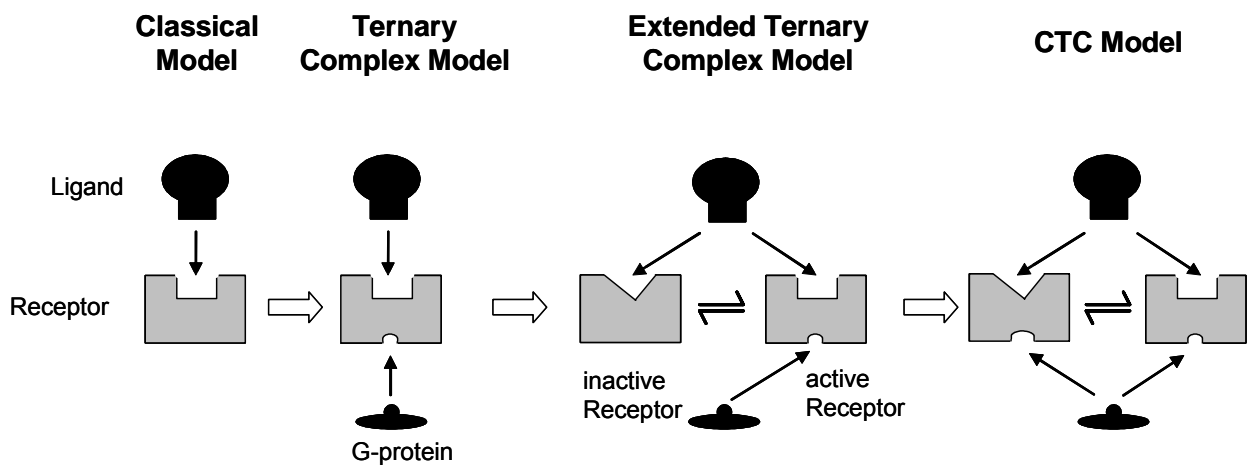 Classical
Model
Ternary
Complex Model
Extended Ternary
Complex Model
CTC Model
Ligand
Receptor
inactive
Receptor
active
Receptor
G-protein